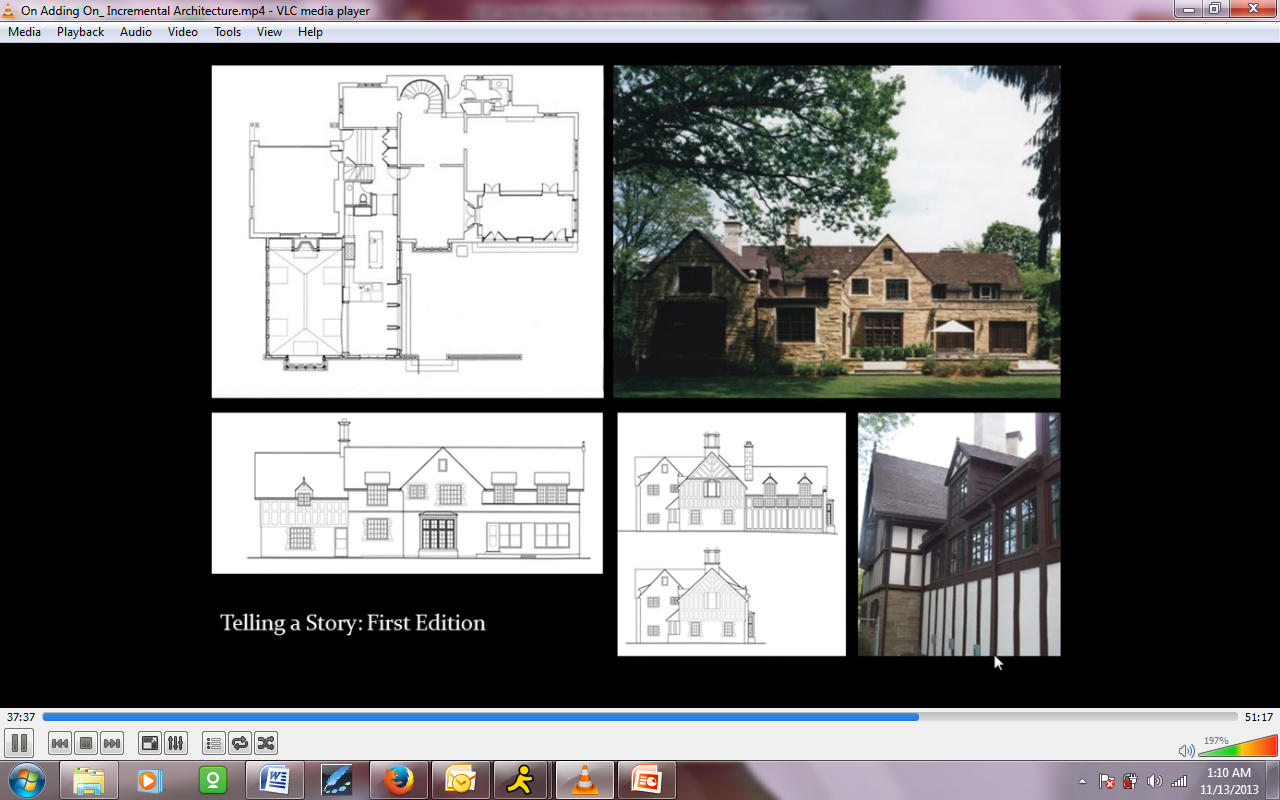 On Adding On_ Incremental Architecture.mp4 - VLC media player
Media Playback Audio Video Tools View Help
Telling a Story: First Edition
37:37
51:17
197%
1:10 AM
11/13/2013